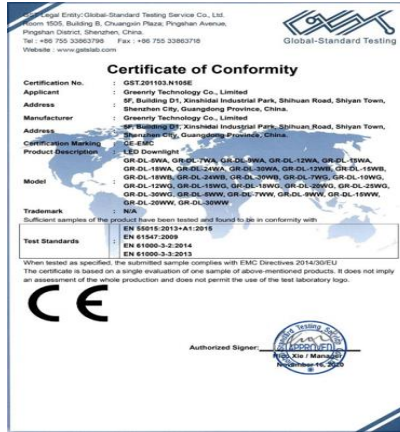 GST Legal Entity: Global-Standard Testing Service Co., Ltd.
Room 1505, Building B, Chuangxin Plaza; Pingshan Avenue,
Pingshan District, Shenzhen, China.
Tel : +86 755 33863798 Fax : +86 755 33863718
Website : www.gstslab.com
GST
Global-Standard Testing
Certificate of Conformity
Certification No. : GST.201103.N105E
Applicant : Greenriy Technology Co., Limited
Address : 5F, Building D1, Xinshidai Industrial Park, Shihuan Road, Shiyan Town,
Shenzhen City, Guangdong Province, China.
Manufacturer : Greenriy Technology Co., Limited
Address : 5F, Building D1, Xinshidai Industrial Park, Shihuan Road, Shiyan Town,
Shenzhen City, Guangdong Province, China.
Certification Marking : CE-EMC
Product Description : LED Downlight
Model : GR-DL-5WA, GR-DL-7WA, GR-DL-9WA, GR-DL-12WA, GR-DL-15WA,
GR-DL-18WA, GR-DL-24WA, GR-DL-30WA, GR-DL-12WB, GR-DL-15WB,
GR-DL-18WB, GR-DL-24WB, GR-DL-30WB, GR-DL-7WG, GR-DL-10WG,
GR-DL-12WG, GR-DL-15WG, GR-DL-18WG, GR-DL-20WG, GR-DL-25WG,
GR-DL-30WG, GR-DL-5WW, GR-DL-7WW, GR-DL-9WW, GR-DL-15WW,
GR-DL-20WW, GR-DL-30WW
Trademark : N/A
Sufficient samples of the product have been tested and found to be in conformity with
Test Standards : EN 55015:2013+A1:2015
EN 61547:2009
EN 61000-3-2:2014
EN 61000-3-3:2013
When tested as specified, the submitted sample complies with EMC Directives 2014/30/EU
The certificate is based on a single evaluation of one sample of above-mentioned products. It does not imply
an assessment of the whole production and does not permit the use of the test laboratory logo.
CE
Authorized Signer:
APPROVED
Rico Xie / Manager
November 16, 2020